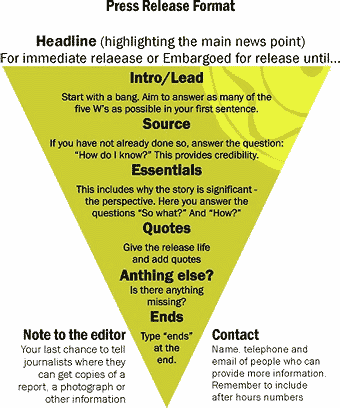 Press Release Format
Headline (highlighting the main news point)
For immediate relaease or Embargoed for release until...
Intro/Lead
Start with a bang. Aim to answer as many of the
five W's as possible in your first sentence.
Source
If you have not already done so, answer the question:
"How do I know?" This provides credibility.
Essentials
This includes why the story is significant -
the perspective. Here you answer the
questions "So what?" And "How?"
Quotes
Give the release life
and add quotes
Anthing else?
Is there anything
missing?
Ends
Type "ends"
at the
end.
Note to the editor
Your last chance to tell
journalists where they
can get copies of a
report, a photograph or
other information
Contact
Name, telephone and
email of people who can
provide more information.
Remember to include
after hours numbers